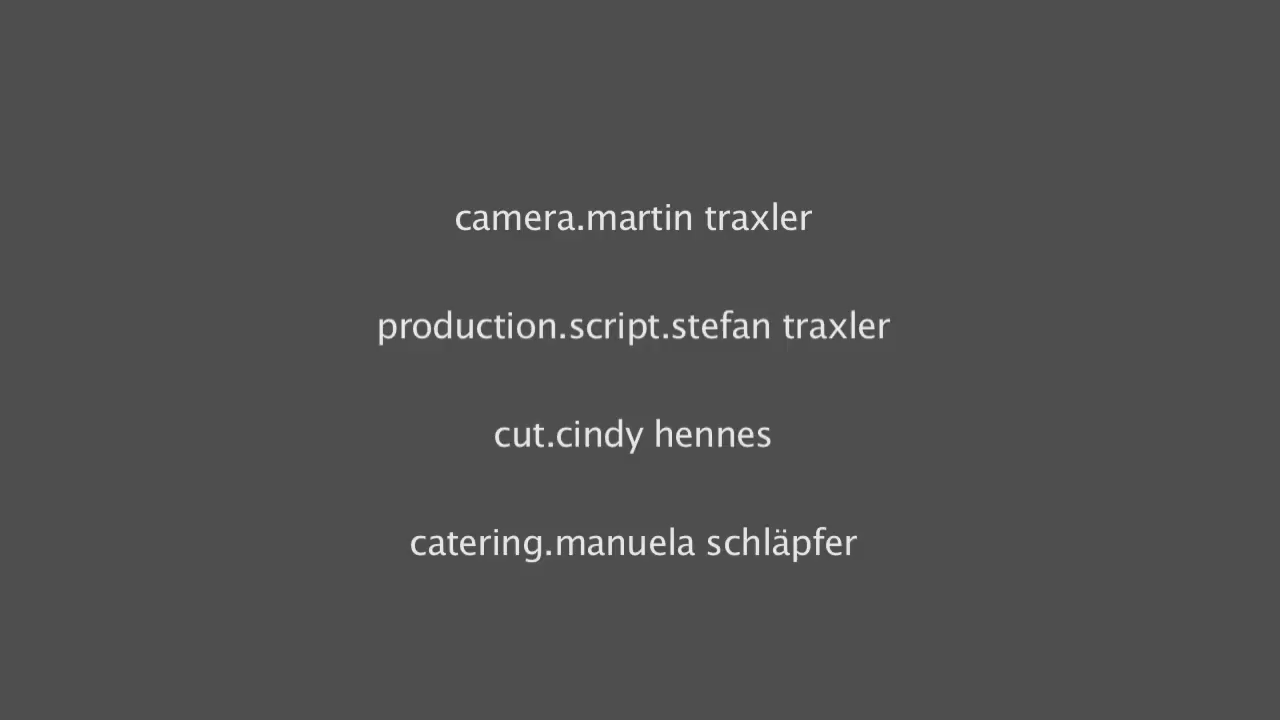 camera.martin traxler
production.script.stefan traxler
cut.cindy hennes
catering.manuela schläpfer